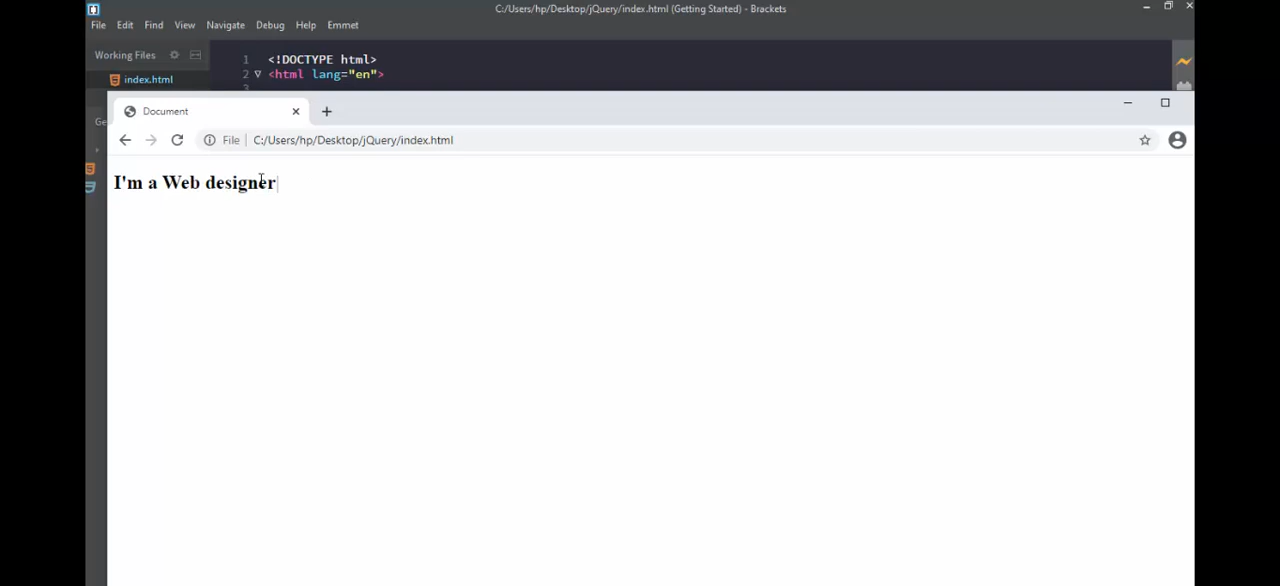 C:/Users/hp/Desktop/jQuery/index.html (Getting Started) - Brackets
File Edit Find View Navigate Debug Help Emmet
Working Files
index.html
1 <!DOCTYPE html>
2 <html lang="en">
3
Ge
Document
File C:/Users/hp/Desktop/jQuery/index.html
I'm a Web designer|